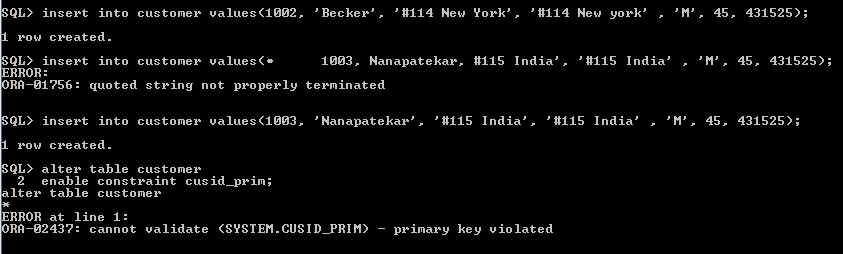 SQL> insert into customer values(1002, 'Becker', '#114 New York', '#114 New york' , 'M', 45, 431525);
1 row created.
SQL> insert into customer values(•      1003, Nanapatekar, #115 India', '#115 India' , 'M', 45, 431525);
ERROR:
ORA-01756: quoted string not properly terminated
SQL> insert into customer values(1003, 'Nanapatekar', '#115 India', '#115 India' , 'M', 45, 431525);
1 row created.
SQL> alter table customer
  2  enable constraint cusid_prim;
alter table customer
*
ERROR at line 1:
ORA-02437: cannot validate (SYSTEM.CUSID_PRIM) - primary key violated